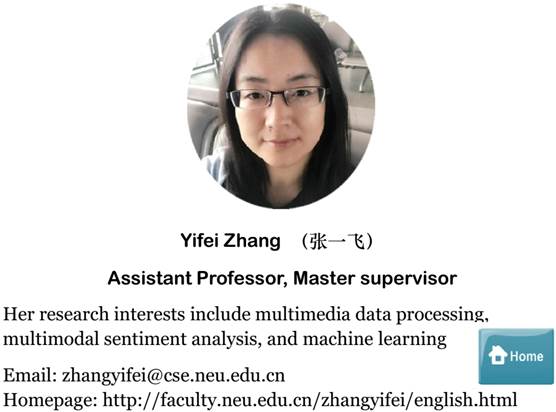 Yifei Zhang （张一飞）
Assistant Professor, Master supervisor
Her research interests include multimedia data processing,
multimodal sentiment analysis, and machine learning
Home
Email: zhangyifei@cse.neu.edu.cn
Homepage: http://faculty.neu.edu.cn/zhangyifei/english.html